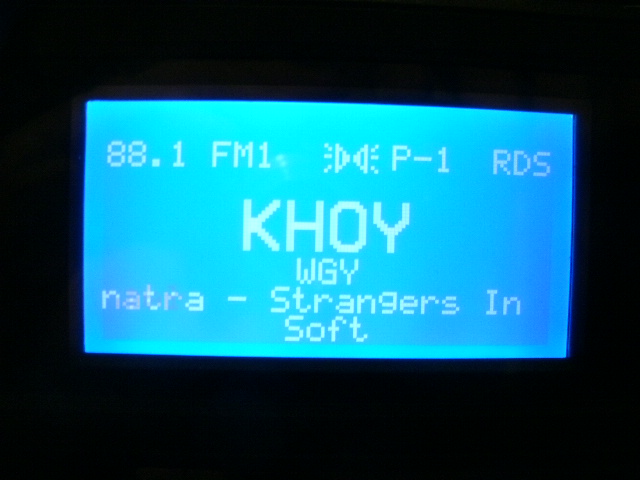 88.1 FM1 P-1 RDS
KHOY
WGY
natra - Strangers In
Soft